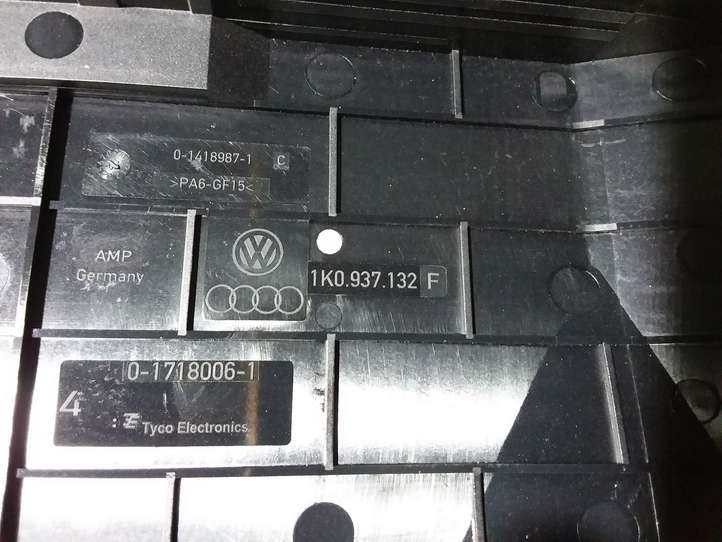 0-1418987-1 C
>PA6-GF15<
AMP
Germany
1K0.937.132 F
0-1718006-1
4
Tyco Electronics